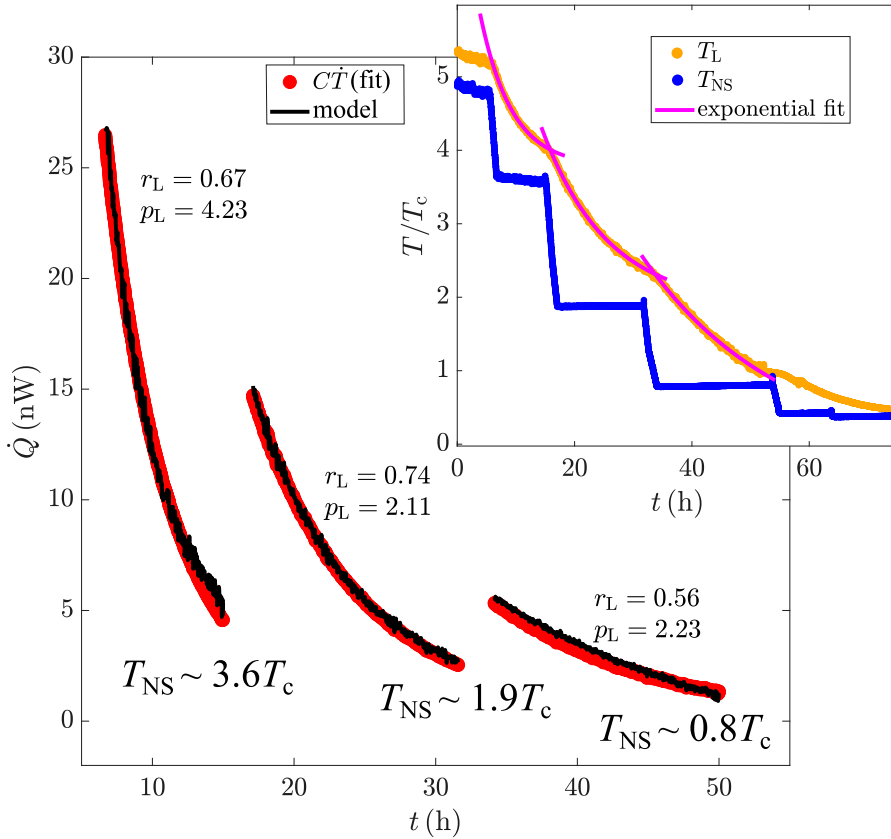 30
25
20
15
10
5
0
10
20
30
40
50
Q̇ (nW)
t (h)
CṪ(fit)
model
r_L = 0.67
p_L = 4.23
r_L = 0.74
p_L = 2.11
r_L = 0.56
p_L = 2.23
T_NS ~ 3.6T_c
T_NS ~ 1.9T_c
T_NS ~ 0.8T_c
5
4
3
2
1
0
0
20
40
60
T/T_c
t (h)
T_L
T_NS
exponential fit